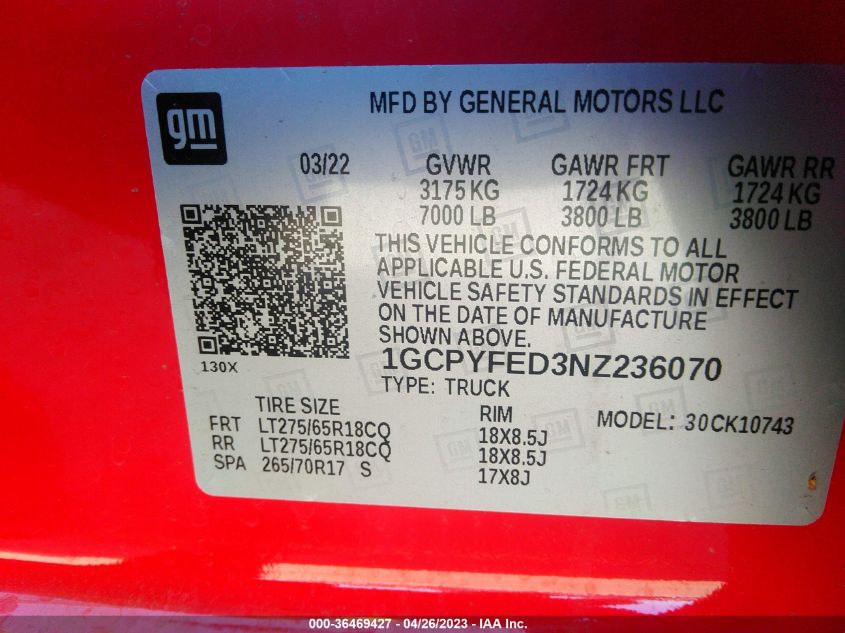 gm
MFD BY GENERAL MOTORS LLC
03/22 GVWR GAWR FRT GAWR RR
3175 KG 1724 KG 1724 KG
7000 LB 3800 LB 3800 LB
THIS VEHICLE CONFORMS TO ALL
APPLICABLE U.S. FEDERAL MOTOR
VEHICLE SAFETY STANDARDS IN EFFECT
ON THE DATE OF MANUFACTURE
SHOWN ABOVE.
130X
1GCPYFED3NZ236070
TYPE: TRUCK
TIRE SIZE RIM MODEL: 30CK10743
FRT LT275/65R18CQ 18X8.5J
RR LT275/65R18CQ 18X8.5J
SPA 265/70R17 S 17X8J
000-36469427 - 04/26/2023 - IAA Inc.